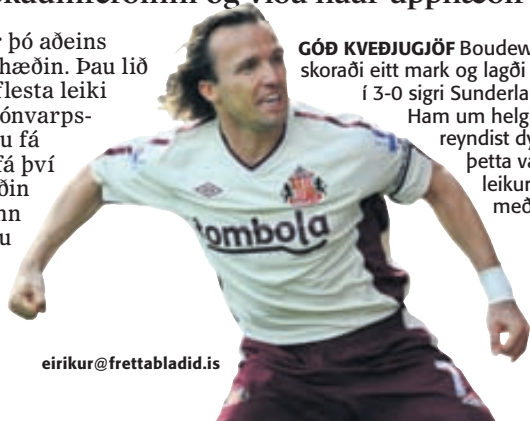 r þó aðeins
hæðin. Þau lið
flesta leiki
ónvarps-
u fá
fá því
ðin
nn
u
eirikur@frettabladid.is
GÓÐ KVEÐJUGJÖF Boudew
skoraði eitt mark og lagði
í 3-0 sigri Sunderla
Ham um helg
reyndist dý
þetta va
leikur
með
tombola